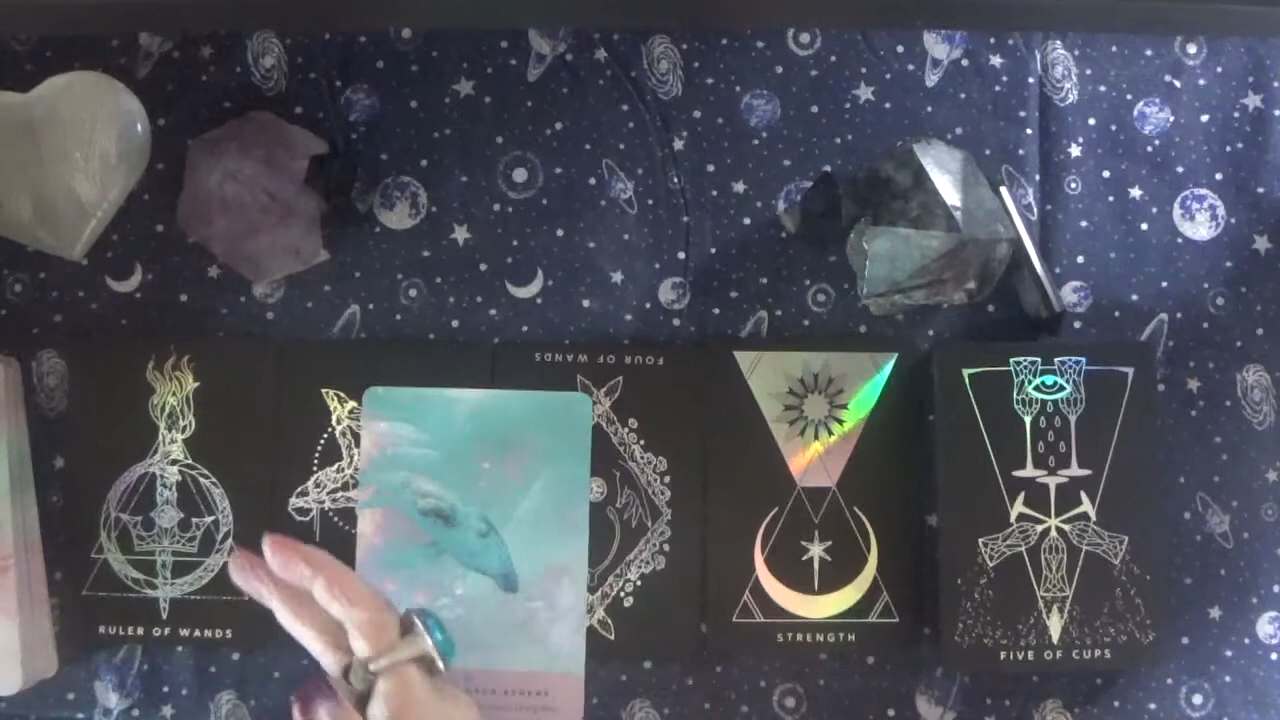 FOUR OF WANDS
RULER OF WANDS
STRENGTH
FIVE OF CUPS